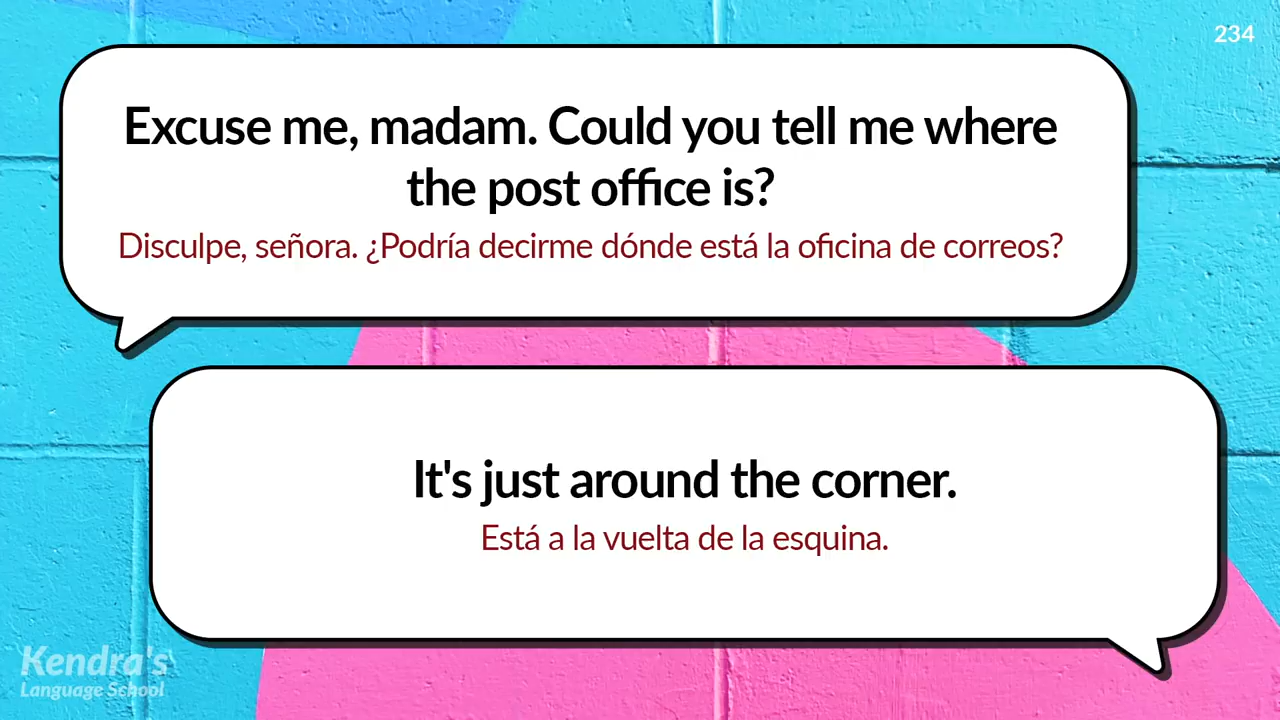 234
Excuse me, madam. Could you tell me where
the post office is?
Disculpe, señora. ¿Podría decirme dónde está la oficina de correos?
It's just around the corner.
Está a la vuelta de la esquina.
Kendra's
Language School